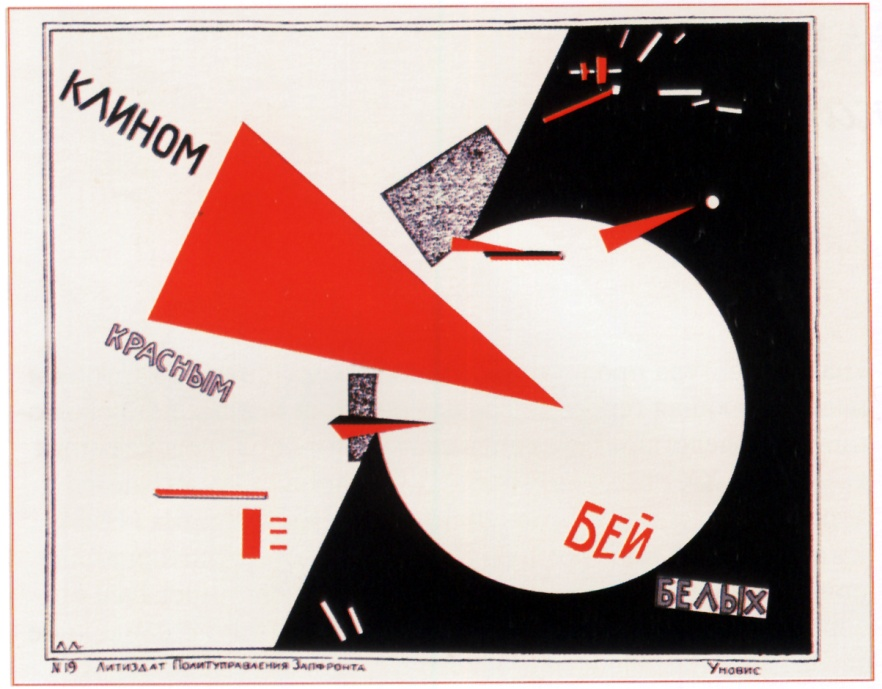 КЛИНОМ
КРАСНЫМ
БЕЙ
БЕЛЫХ
ЛЛ
№19 ЛИТИЗДАТ ПОЛИТУПРАВЛЕНИЯ ЗАПФРОНТА
УНОВИС